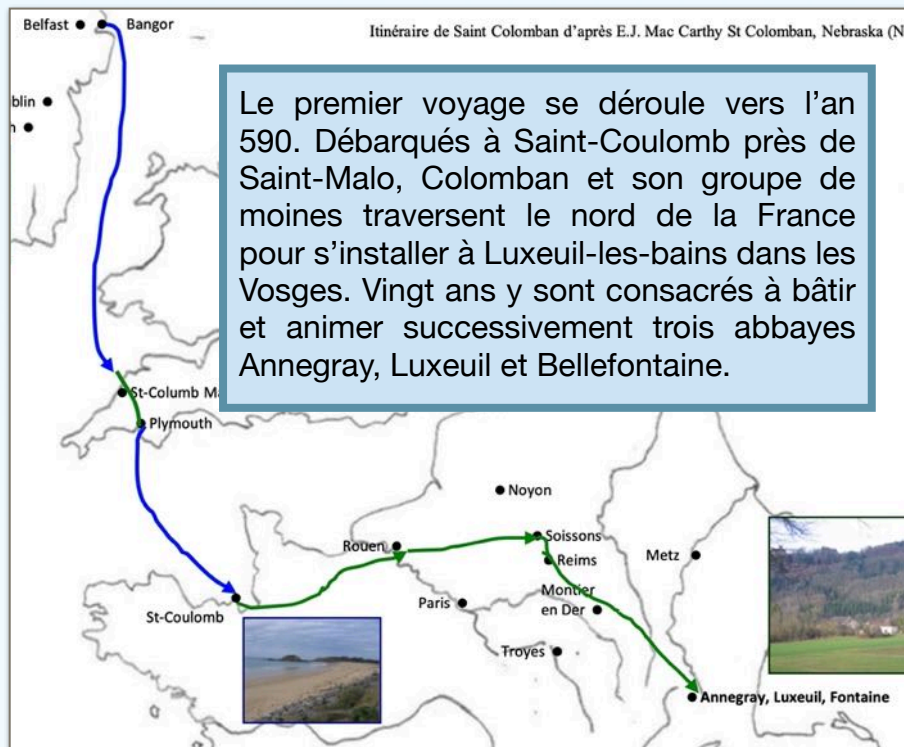 Itinéraire de Saint Colomban d'après E.J. Mac Carthy St Colomban, Nebraska (N
Belfast
Bangor
blin
n
Le premier voyage se déroule vers l'an
590. Débarqués à Saint-Coulomb près de
Saint-Malo, Colomban et son groupe de
moines traversent le nord de la France
pour s'installer à Luxeuil-les-bains dans les
Vosges. Vingt ans y sont consacrés à bâtir
et animer successivement trois abbayes
Annegray, Luxeuil et Bellefontaine.
St-Columb Ma
Plymouth
Noyon
Soissons
Rouen
Reims
Metz
Montier
en Der
Paris
St-Coulomb
Troyes
Annegray, Luxeuil, Fontaine